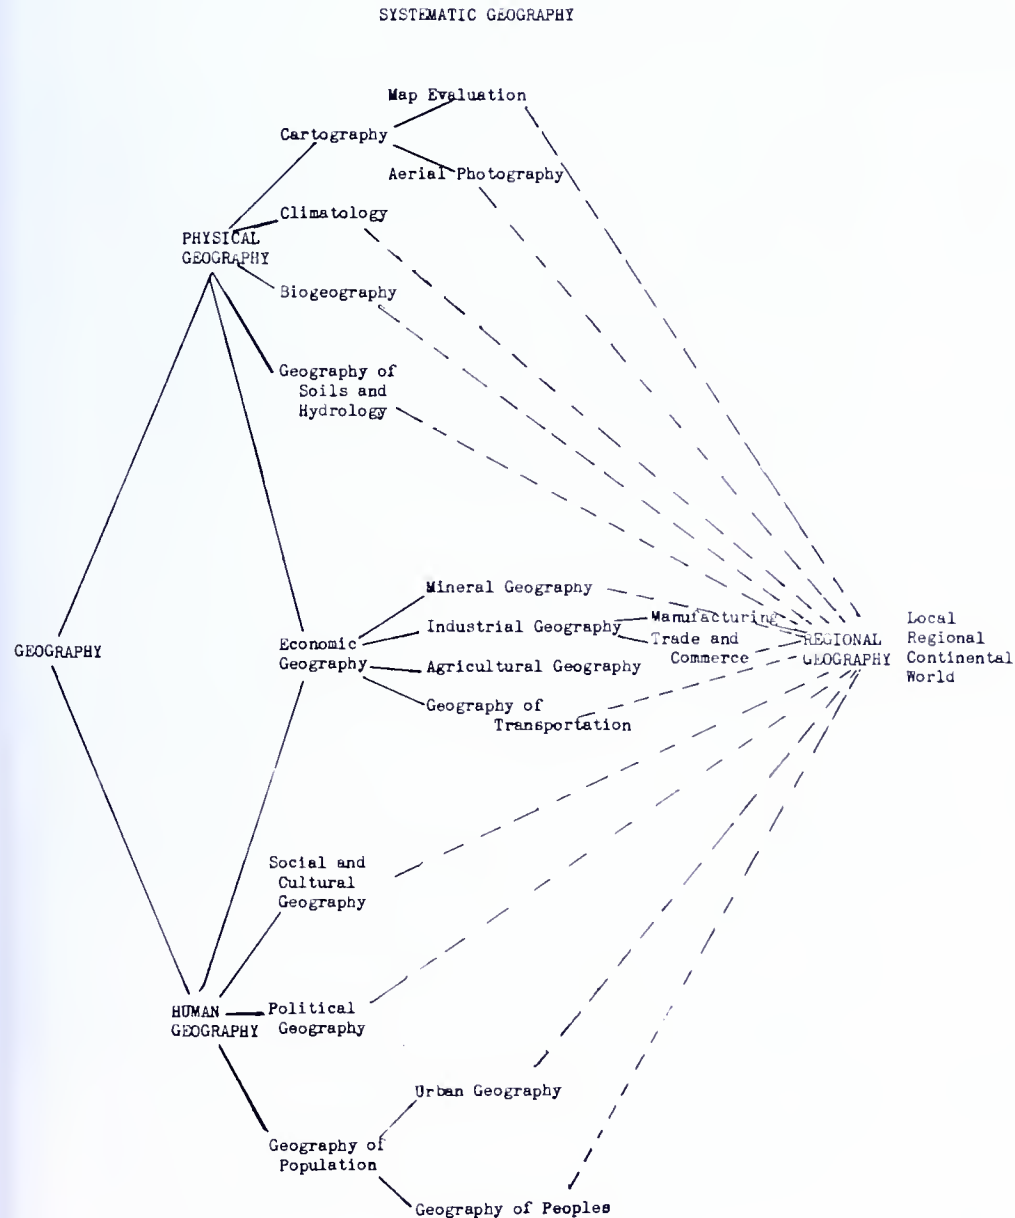 SYSTEMATIC GEOGRAPHY
Map Evaluation
Cartography
Aerial Photography
Climatology
PHYSICAL
GEOGRAPHY
Biogeography
Geography of
Soils and
Hydrology
Mineral Geography
Manufacturing
Industrial Geography
Trade and
Commerce
Economic
Geography
GEOGRAPHY
Agricultural Geography
Geography of
Transportation
REGIONAL
GEOGRAPHY
Local
Regional
Continental
World
Social and
Cultural
Geography
HUMAN
GEOGRAPHY
Political
Geography
Urban Geography
Geography of
Population
Geography of Peoples